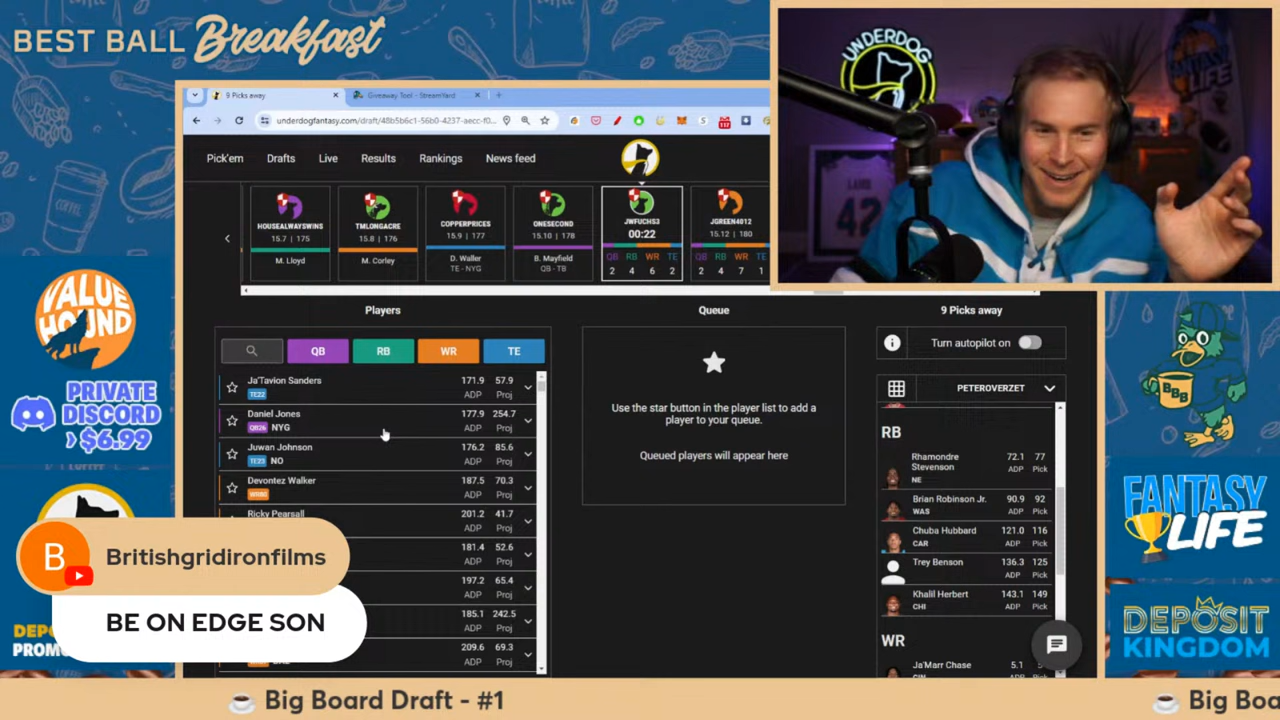 BEST BALL Breakfast
9 Picks away
Giveaway Tool - StreamYard
underdogfantasy.com/draft/48b5b6c1-56b0-4237-aecc-f0...
Pick'em Drafts Live Results Rankings News feed
HOUSEALWAYSWINS
15.7 | 175
M. Lloyd
TMLONGACRE
15.8 | 176
M. Corley
COPPERPRICES
15.9 | 177
D. Waller
TE - NYG
ONESECOND
15.10 | 178
B. Mayfield
QB - TB
JWFUCHS3
00:22
QB RB WR TE
2 4 6 2
JGREEN4012
15.12 | 180
QB RB WR TE
2 4 7 1
UNDERDOG
LAMB
42
FANTASY LIFE
Players
QB RB WR TE
Ja'Tavion Sanders 171.9 57.9
TE22 ADP Proj
Daniel Jones 177.9 254.7
QB26 NYG ADP Proj
Juwan Johnson 176.2 85.6
TE23 NO ADP Proj
Devontez Walker 187.5 70.3
WR80 ADP Proj
Ricky Pearsall 201.2 41.7
ADP Proj
181.4 52.6
ADP Proj
197.2 65.4
ADP Proj
185.1 242.5
ADP Proj
209.6 69.3
ADP Proj
Queue
Use the star button in the player list to add a
player to your queue.
Queued players will appear here
9 Picks away
Turn autopilot on
PETEROVERZET
RB
Rhamondre
Stevenson
72.1 77
NE ADP Pick
Brian Robinson Jr. 90.9 92
WAS ADP Pick
Chuba Hubbard 121.0 116
CAR ADP Pick
Trey Benson 136.3 125
ADP Pick
Khalil Herbert 143.1 149
CHI ADP Pick
WR
Ja'Marr Chase 5.1
ADP Pick
VALUE
HOUND
PRIVATE
DISCORD
> $6.99
B
Britishgridironfilms
BE ON EDGE SON
BBB
FANTASY
LIFE
DEPOSIT
KINGDOM
Big Board Draft - #1
Big Boa